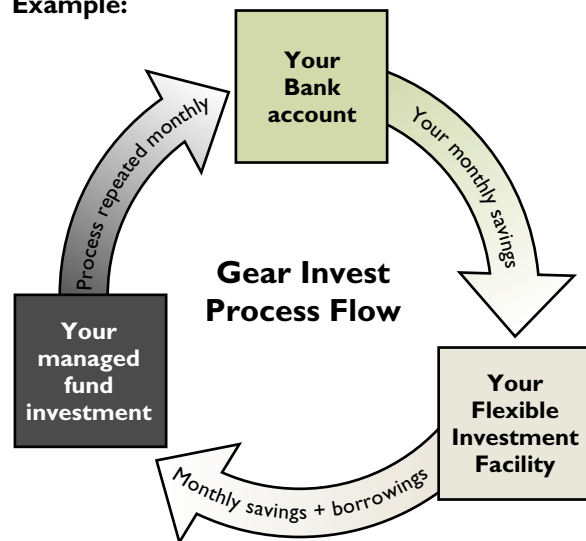 Example:
Your
Bank
account
Your monthly savings
Your
Flexible
Investment
Facility
Monthly savings + borrowings
Your
managed
fund
investment
Process repeated monthly
Gear Invest
Process Flow